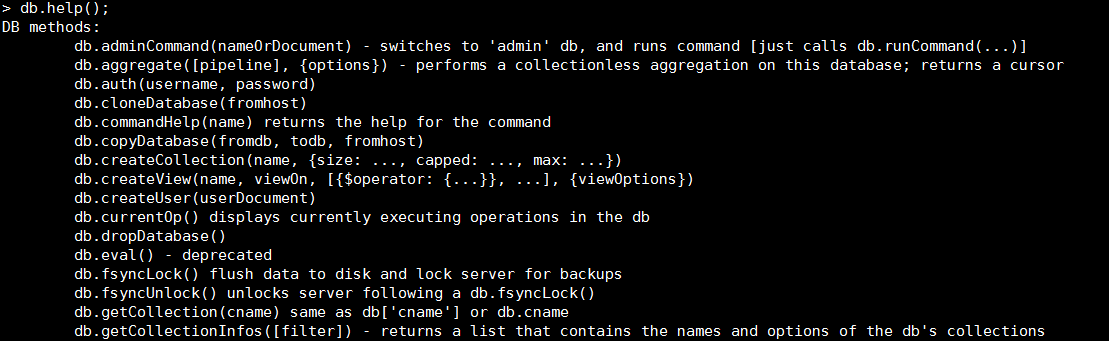 > db.help();
DB methods:
db.adminCommand(nameOrDocument) - switches to 'admin' db, and runs command [just calls db.runCommand(...)]
db.aggregate([pipeline], {options}) - performs a collectionless aggregation on this database; returns a cursor
db.auth(username, password)
db.cloneDatabase(fromhost)
db.commandHelp(name) returns the help for the command
db.copyDatabase(fromdb, todb, fromhost)
db.createCollection(name, {size: ..., capped: ..., max: ...})
db.createView(name, viewOn, [{$operator: {...}}, ...], {viewOptions})
db.createUser(userDocument)
db.currentOp() displays currently executing operations in the db
db.dropDatabase()
db.eval() - deprecated
db.fsyncLock() flush data to disk and lock server for backups
db.fsyncUnlock() unlocks server following a db.fsyncLock()
db.getCollection(cname) same as db['cname'] or db.cname
db.getCollectionInfos([filter]) - returns a list that contains the names and options of the db's collections